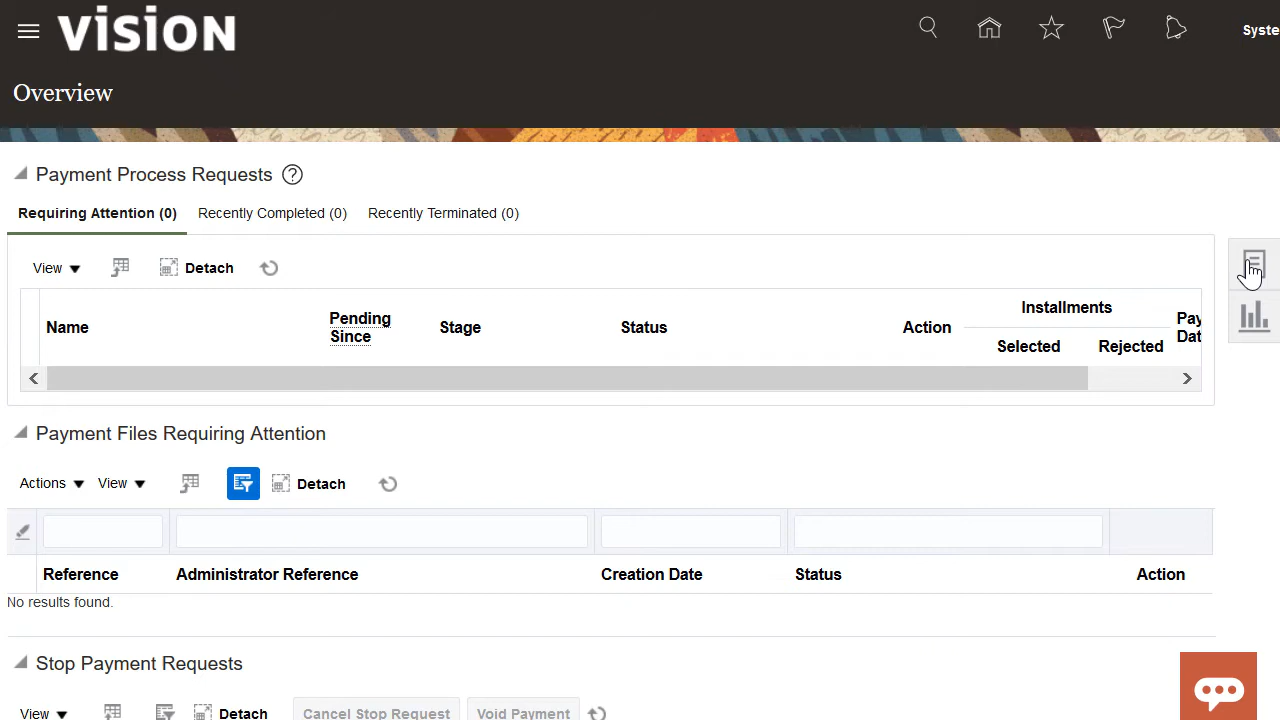 vision
Syste
Overview
Payment Process Requests ?
Requiring Attention (0) Recently Completed (0) Recently Terminated (0)
View Detach
Name Pending Since Stage Status Action Installments Selected Rejected Pay Dat
Payment Files Requiring Attention
Actions View Detach
Reference Administrator Reference Creation Date Status Action
No results found.
Stop Payment Requests
View Detach Cancel Stop Request Void Payment